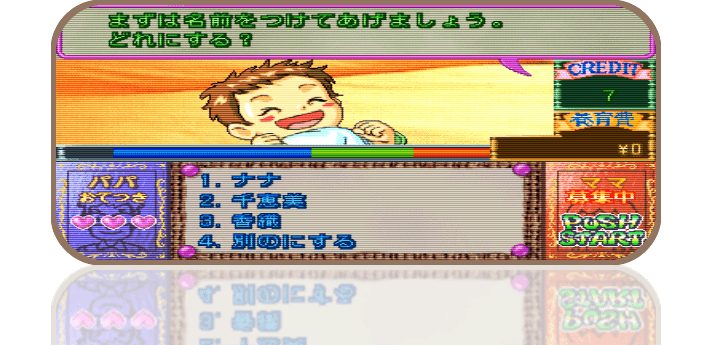 まずは名前をつけてあげましょう。
どれにする？
CREDIT
7
養育費
¥0
パパ
おてつき
1. ナナ
2. 千恵美
3. 香織
4. 別のにする
ママ
募集中
PUSH
START